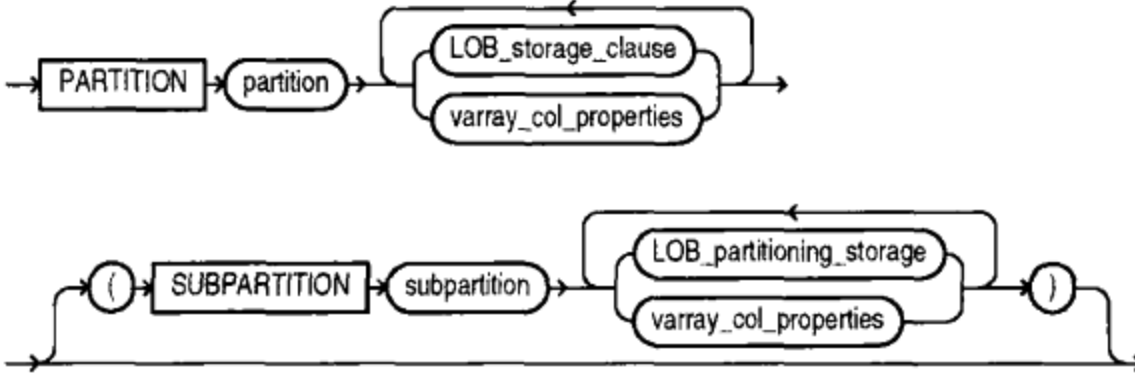 PARTITION partition LOB_storage_clause
varray_col_properties
( SUBPARTITION subpartition LOB_partitioning_storage )
varray_col_properties